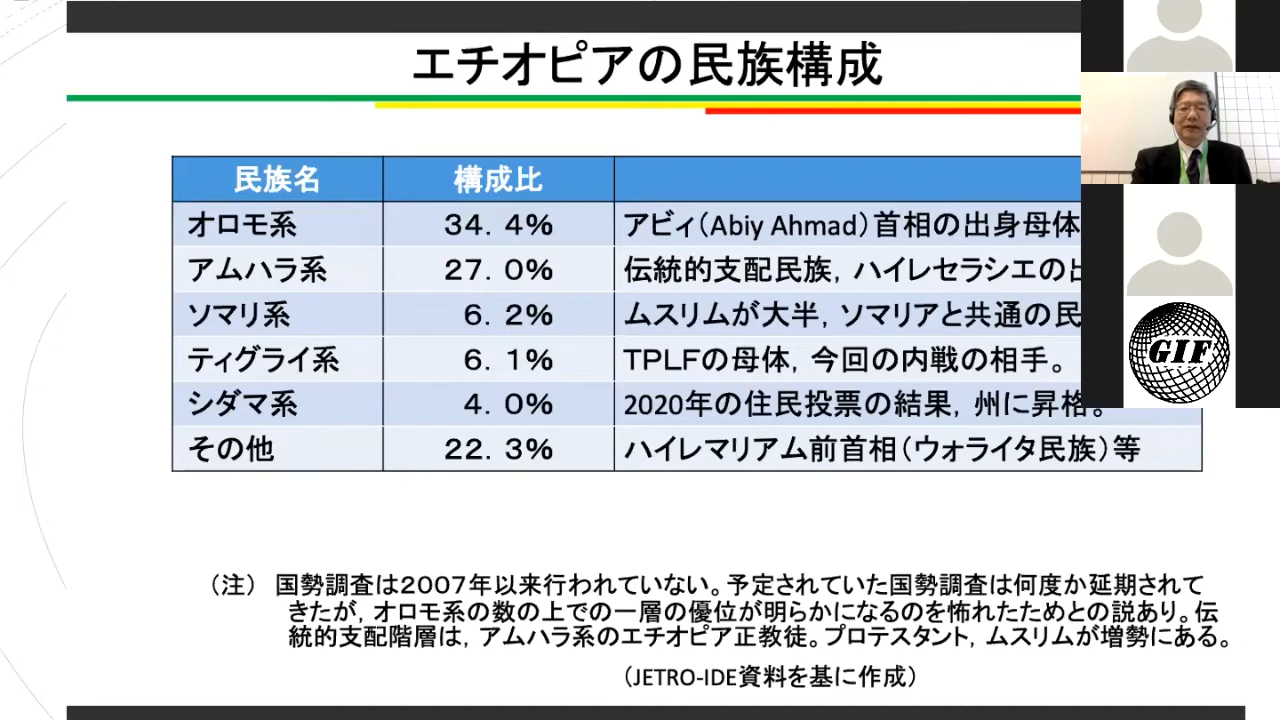 エチオピアの民族構成
民族名 構成比
オロモ系 34．4% アビィ（Abiy Ahmad）首相の出身母体
アムハラ系 27．0% 伝統的支配民族，ハイレセラシエの
ソマリ系 6．2% ムスリムが大半，ソマリアと共通の民
ティグライ系 6．1% TPLFの母体，今回の内戦の相手。
シダマ系 4．0% 2020年の住民投票の結果，州に昇格。
その他 22．3% ハイレマリアム前首相（ウォライタ民族）等
（注） 国勢調査は２００７年以来行われていない。予定されていた国勢調査は何度か延期されて
きたが，オロモ系の数の上での一層の優位が明らかになるのを怖れたためとの説あり。伝
統的支配階層は，アムハラ系のエチオピア正教徒。プロテスタント，ムスリムが増勢にある。
（JETRO-IDE資料を基に作成）
GIF